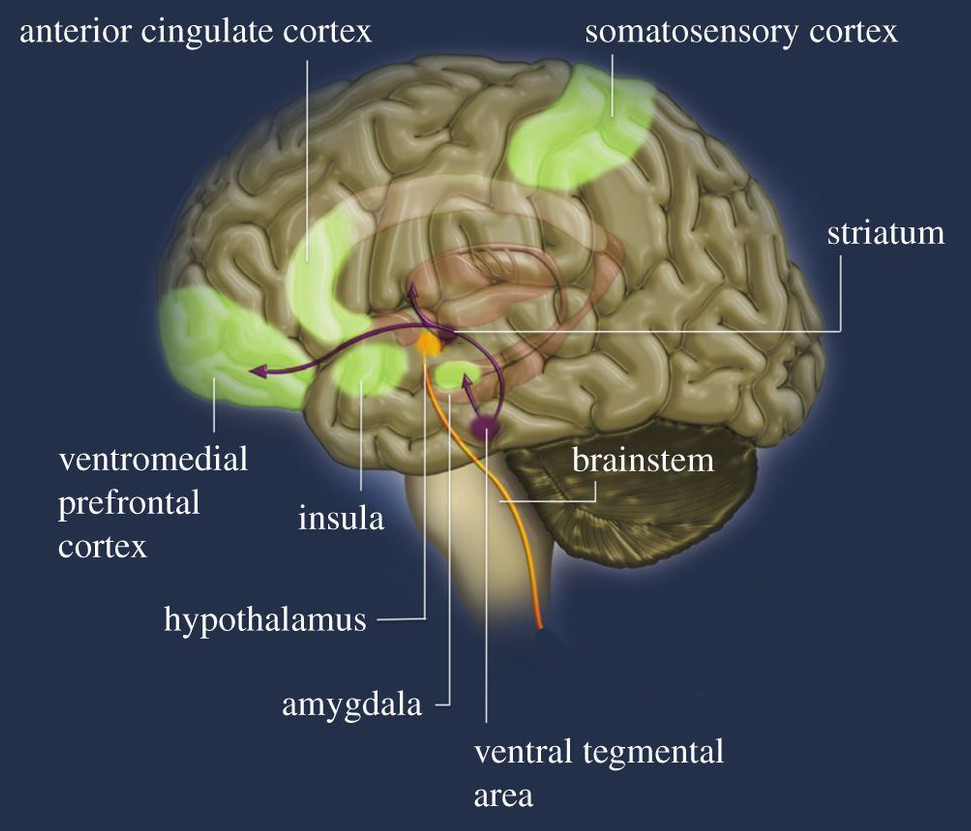 anterior cingulate cortex
somatosensory cortex
striatum
ventromedial
prefrontal
cortex
brainstem
insula
hypothalamus
amygdala
ventral tegmental
area